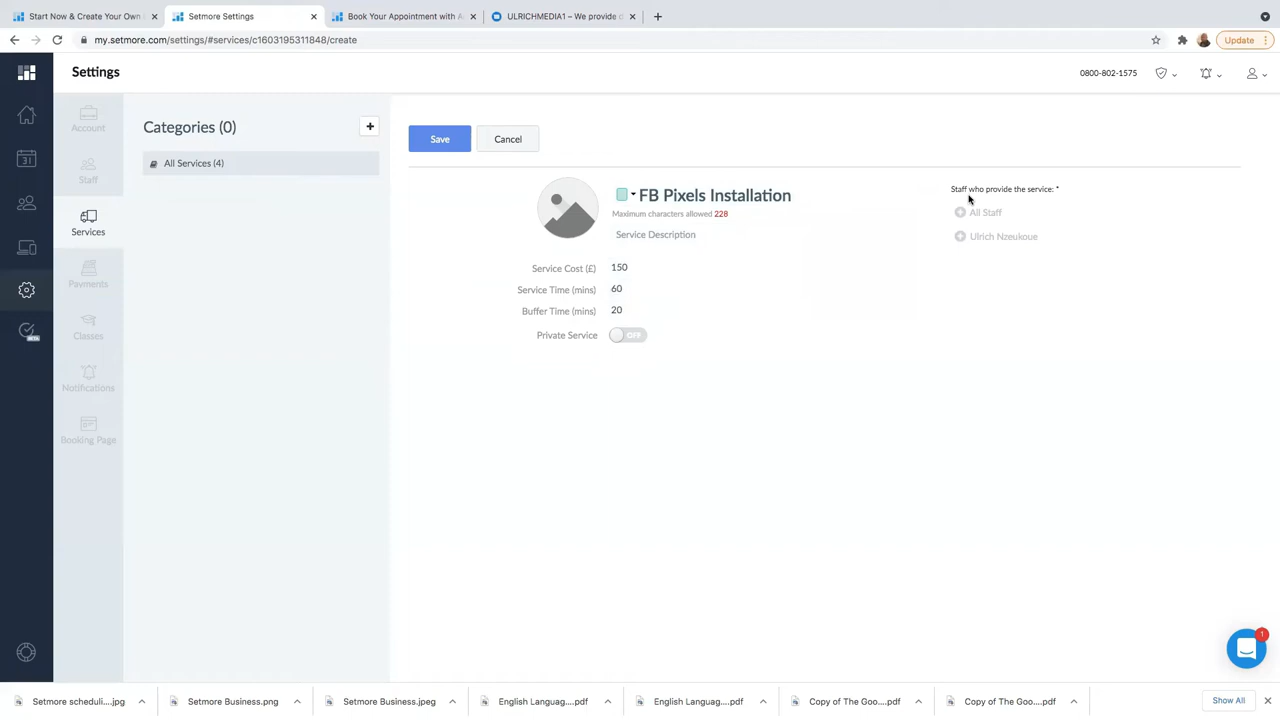 Start Now & Create Your Own
Setmore Settings
Book Your Appointment with A
ULRICHMEDIA1 – We provide d
my.setmore.com/settings/#services/c1603195311848/create
Update
Settings
0800-802-1575
31
BETA
Account
Staff
Services
Payments
Classes
Notifications
Booking Page
Categories (0)
+
All Services (4)
Save
Cancel
FB Pixels Installation
Maximum characters allowed 228
Service Description
Service Cost (£) 150
Service Time (mins) 60
Buffer Time (mins) 20
Private Service OFF
Staff who provide the service: *
All Staff
Ulrich Nzeukoue
1
Setmore scheduli....jpg
Setmore Business.png
Setmore Business.jpeg
English Languag....pdf
English Languag....pdf
Copy of The Goo....pdf
Copy of The Goo....pdf
Show All